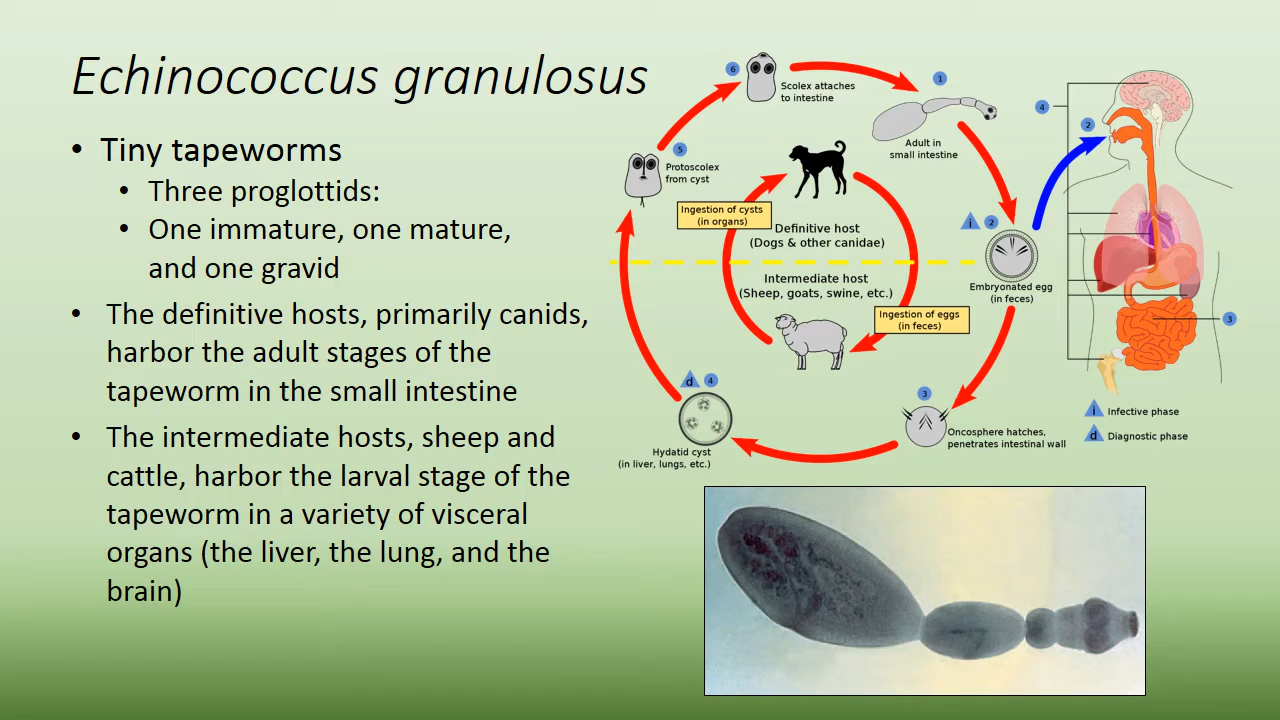 Echinococcus granulosus
• Tiny tapeworms
• Three proglottids:
• One immature, one mature,
and one gravid
• The definitive hosts, primarily canids,
harbor the adult stages of the
tapeworm in the small intestine
• The intermediate hosts, sheep and
cattle, harbor the larval stage of the
tapeworm in a variety of visceral
organs (the liver, the lung, and the
brain)
6
Scolex attaches
to intestine
1
Adult in
small intestine
5
Protoscolex
from cyst
Ingestion of cysts
(in organs)
Definitive host
(Dogs & other canidae)
Intermediate host
(Sheep, goats, swine, etc.)
Ingestion of eggs
(in feces)
i 2
Embryonated egg
(in feces)
d 4
Hydatid cyst
(in liver, lungs, etc.)
3
Oncosphere hatches,
penetrates intestinal wall
4
2
3
i Infective phase
d Diagnostic phase